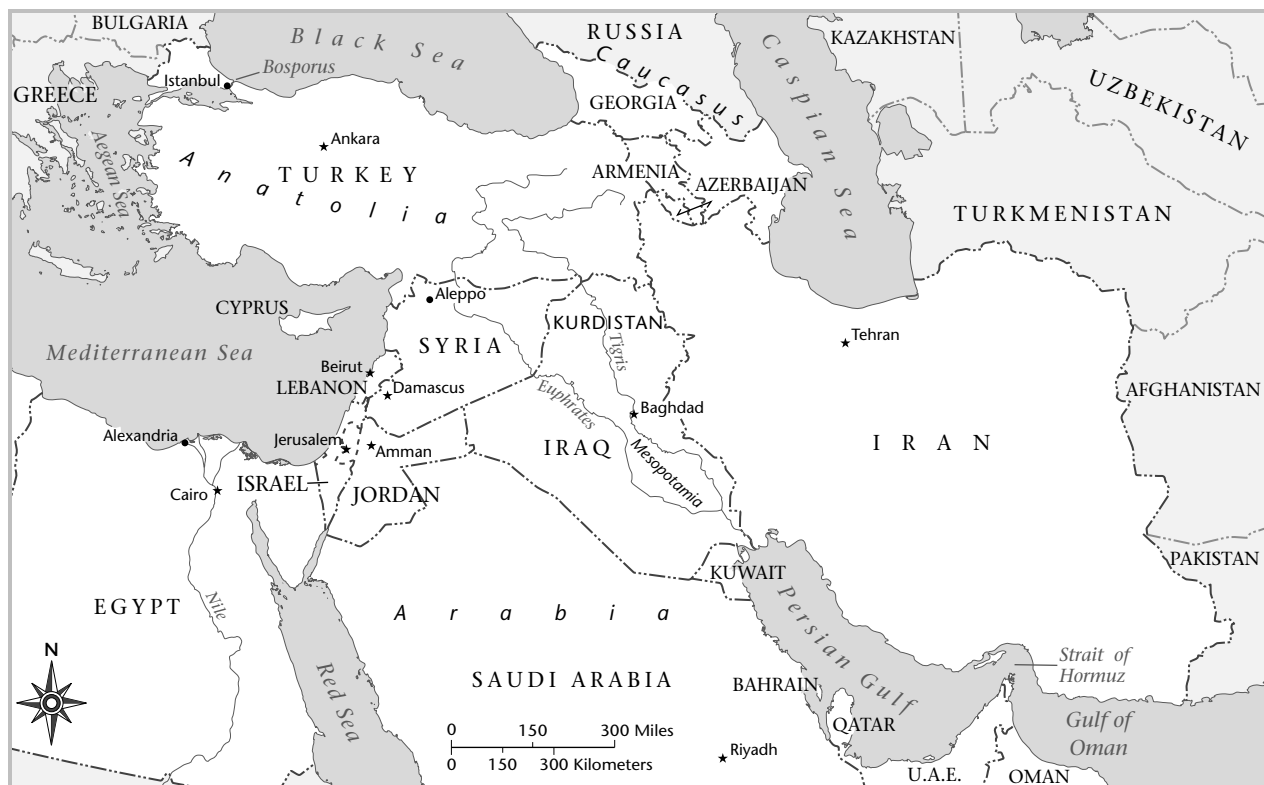 BULGARIA
Black Sea
RUSSIA
Caucasus
Caspian Sea
KAZAKHSTAN
UZBEKISTAN
Istanbul
Bosporus
GREECE
GEORGIA
Aegean Sea
Ankara
Anatolia
TURKEY
ARMENIA
AZERBAIJAN
TURKMENISTAN
Aleppo
CYPRUS
KURDISTAN
Tehran
Mediterranean Sea
SYRIA
Tigris
Beirut
LEBANON
Damascus
Euphrates
Baghdad
AFGHANISTAN
Alexandria
Jerusalem
Amman
IRAQ
Mesopotamia
IRAN
Cairo
ISRAEL
JORDAN
PAKISTAN
KUWAIT
EGYPT
Nile
Arabia
Persian Gulf
N
Red Sea
SAUDI ARABIA
BAHRAIN
Strait of
Hormuz
QATAR
Gulf of
Oman
0 150 300 Miles
0 150 300 Kilometers
Riyadh
U.A.E.
OMAN